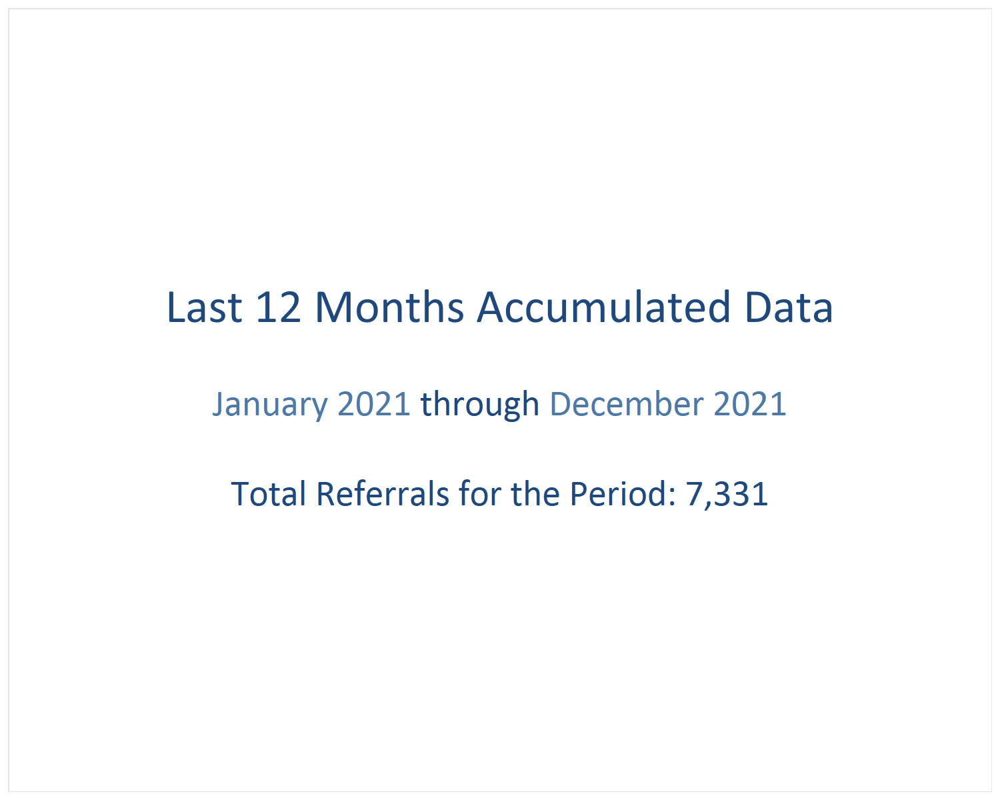 Last 12 Months Accumulated Data
January 2021 through December 2021
Total Referrals for the Period: 7,331